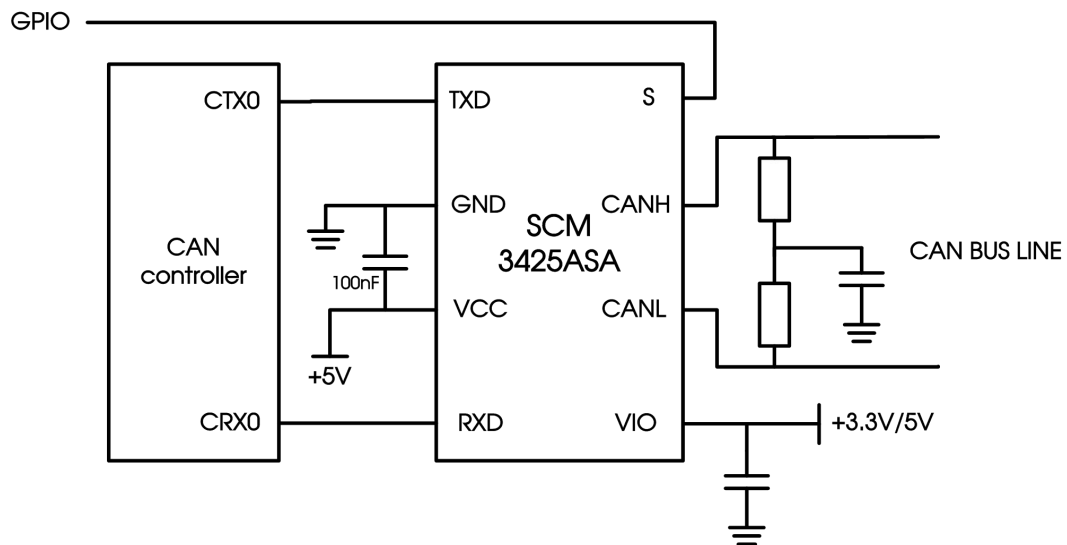 GPIO
CTX0
TXD
S
GND
CANH
SCM
3425ASA
CAN
controller
CAN BUS LINE
100nF
VCC
CANL
+5V
CRX0
RXD
VIO
+3.3V/5V